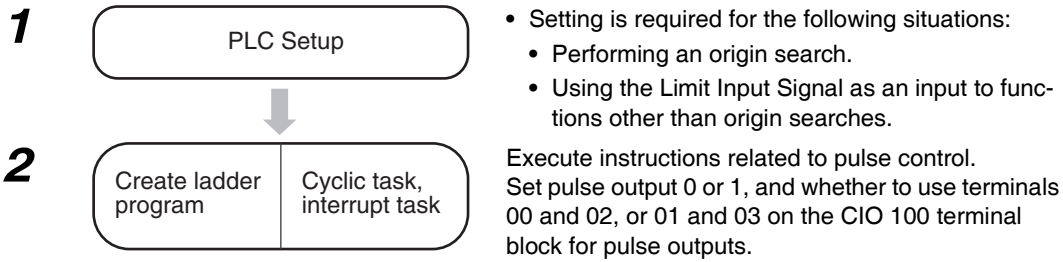 1
PLC Setup
• Setting is required for the following situations:
• Performing an origin search.
• Using the Limit Input Signal as an input to func-
tions other than origin searches.
2
Create ladder
program
Cyclic task,
interrupt task
Execute instructions related to pulse control.
Set pulse output 0 or 1, and whether to use terminals
00 and 02, or 01 and 03 on the CIO 100 terminal
block for pulse outputs.